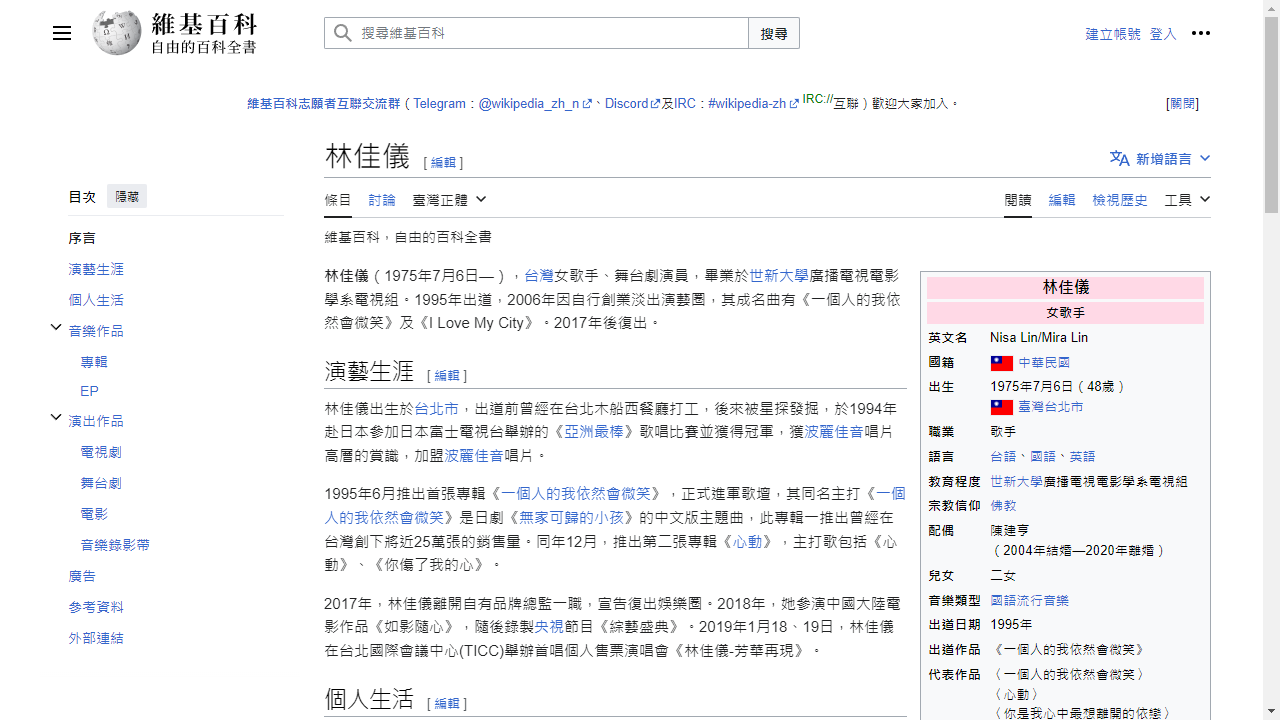 維基百科
自由的百科全書
搜尋維基百科
搜尋
建立帳號 登入
維基百科志願者互聯交流群（Telegram：@wikipedia_zh_n、Discord及IRC：#wikipedia-zh IRC://互聯）歡迎大家加入。
[關閉]
目次 隱藏
序言
演藝生涯
個人生活
音樂作品
專輯
EP
演出作品
電視劇
舞台劇
電影
音樂錄影帶
廣告
參考資料
外部連結
林佳儀 [編輯]
新增語言
條目 討論 臺灣正體
閱讀 編輯 檢視歷史 工具
維基百科，自由的百科全書
林佳儀（1975年7月6日—），台灣女歌手、舞台劇演員，畢業於世新大學廣播電視電影
學系電視組。1995年出道，2006年因自行創業淡出演藝圈，其成名曲有《一個人的我依
然會微笑》及《I Love My City》。2017年後復出。
演藝生涯 [編輯]
林佳儀出生於台北市，出道前曾經在台北木船西餐廳打工，後來被星探發掘，於1994年
赴日本參加日本富士電視台舉辦的《亞洲最棒》歌唱比賽並獲得冠軍，獲波麗佳音唱片
高層的賞識，加盟波麗佳音唱片。
1995年6月推出首張專輯《一個人的我依然會微笑》，正式進軍歌壇，其同名主打《一個
人的我依然會微笑》是日劇《無家可歸的小孩》的中文版主題曲，此專輯一推出曾經在
台灣創下將近25萬張的銷售量。同年12月，推出第二張專輯《心動》，主打歌包括《心
動》、《你傷了我的心》。
2017年，林佳儀離開自有品牌總監一職，宣告復出娛樂圈。2018年，她參演中國大陸電
影作品《如影隨心》，隨後錄製央視節目《綜藝盛典》。2019年1月18、19日，林佳儀
在台北國際會議中心(TICC)舉辦首唱個人售票演唱會《林佳儀-芳華再現》。
個人生活 [編輯]
林佳儀
女歌手
英文名 Nisa Lin/Mira Lin
國籍 中華民國
出生 1975年7月6日（48歲）
臺灣台北市
職業 歌手
語言 台語、國語、英語
教育程度 世新大學廣播電視電影學系電視組
宗教信仰 佛教
配偶 陳建亨
（2004年結婚—2020年離婚）
兒女 二女
音樂類型 國語流行音樂
出道日期 1995年
出道作品 《一個人的我依然會微笑》
代表作品 〈一個人的我依然會微笑〉
〈心動〉
〈你是我心中最想離開的依戀〉